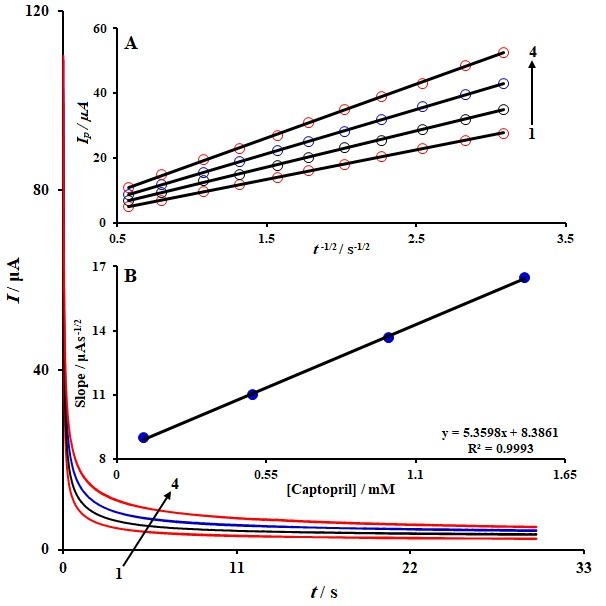 120
80
40
0
I / µA
0
11
22
33
t / s
1
4
A
60
40
20
0
Ip / µA
0.5
1.5
2.5
3.5
t -1/2 / s-1/2
4
1
B
17
14
11
8
Slope / µAs-1/2
0
0.55
1.1
1.65
[Captopril] / mM
y = 5.3598x + 8.3861
R² = 0.9993